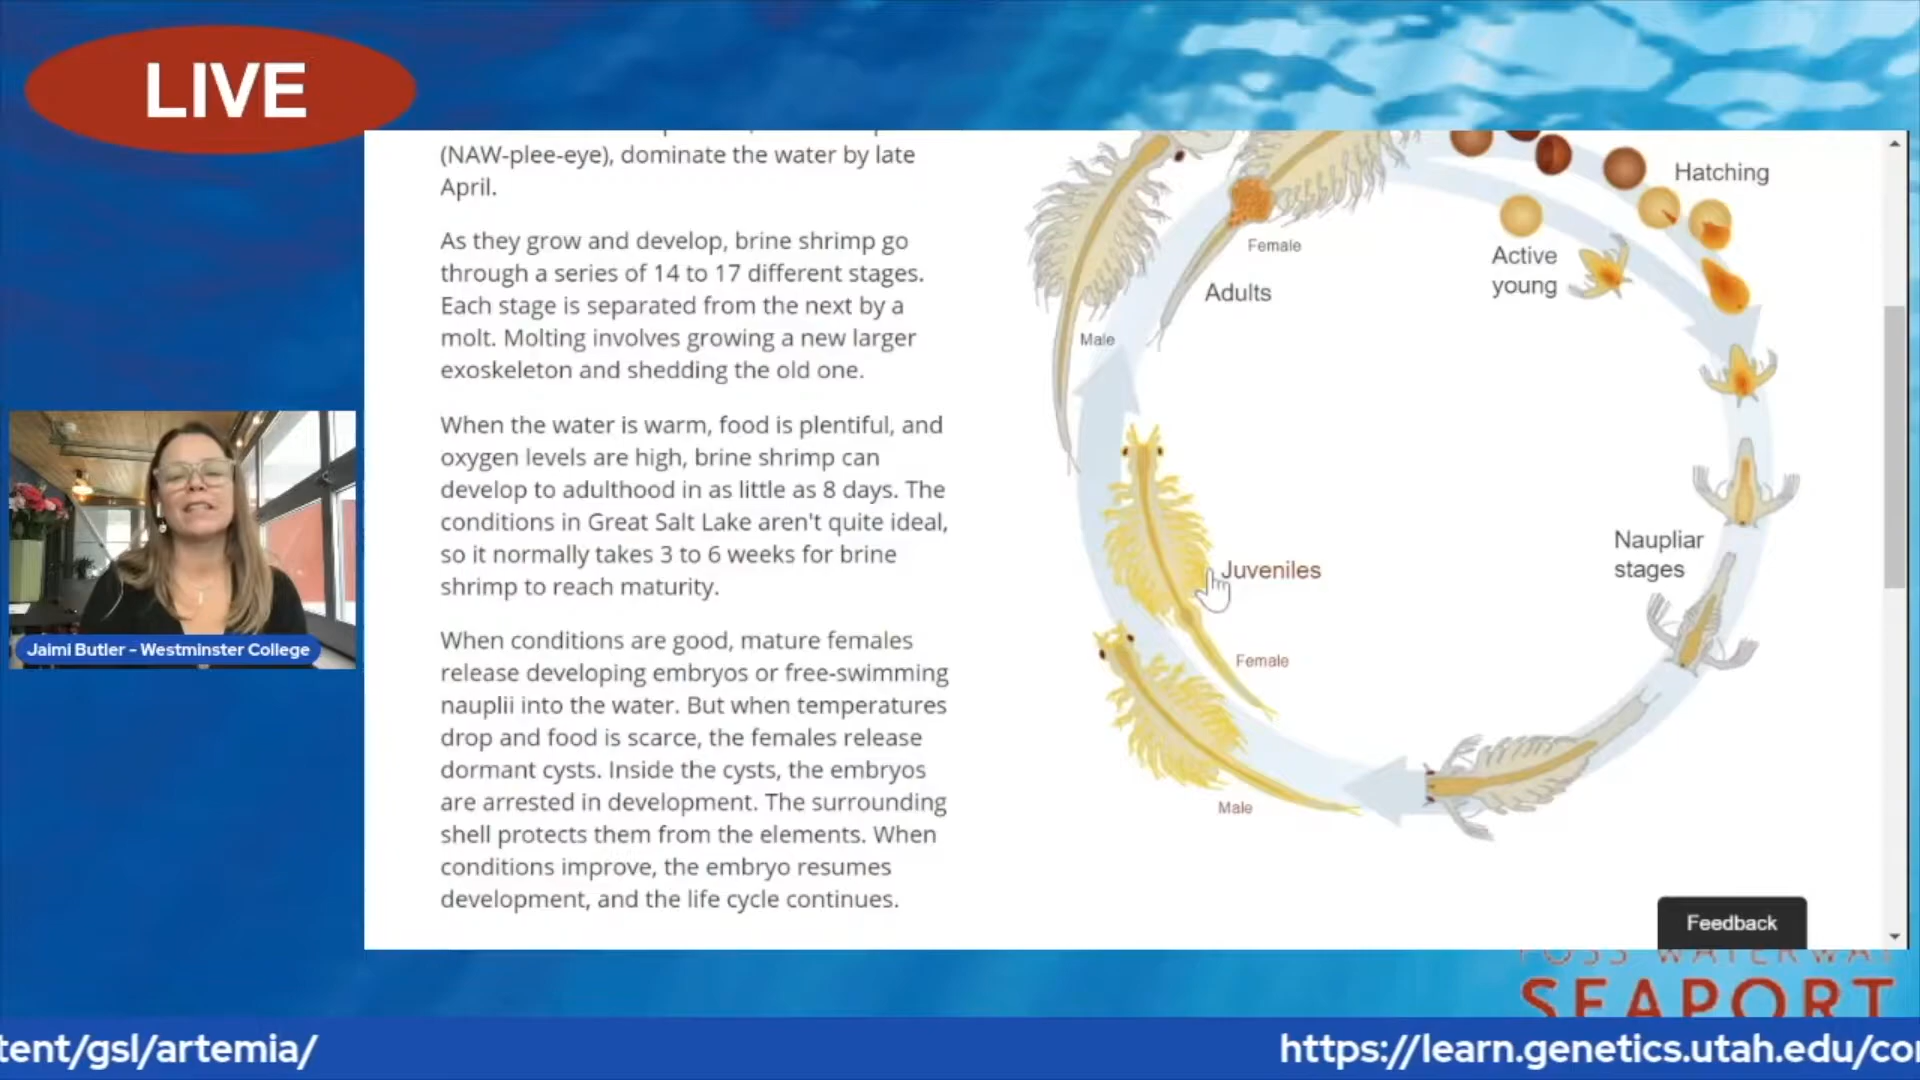 LIVE
(NAW-plee-eye), dominate the water by late
April.
As they grow and develop, brine shrimp go
through a series of 14 to 17 different stages.
Each stage is separated from the next by a
molt. Molting involves growing a new larger
exoskeleton and shedding the old one.
When the water is warm, food is plentiful, and
oxygen levels are high, brine shrimp can
develop to adulthood in as little as 8 days. The
conditions in Great Salt Lake aren't quite ideal,
so it normally takes 3 to 6 weeks for brine
shrimp to reach maturity.
When conditions are good, mature females
release developing embryos or free-swimming
nauplii into the water. But when temperatures
drop and food is scarce, the females release
dormant cysts. Inside the cysts, the embryos
are arrested in development. The surrounding
shell protects them from the elements. When
conditions improve, the embryo resumes
development, and the life cycle continues.
Hatching
Female
Active
young
Adults
Male
Naupliar
stages
Juveniles
Female
Male
Feedback
Jaimi Butler - Westminster College
FOSS WATERWAY
SEAPORT
tent/gsl/artemia/
https://learn.genetics.utah.edu/co